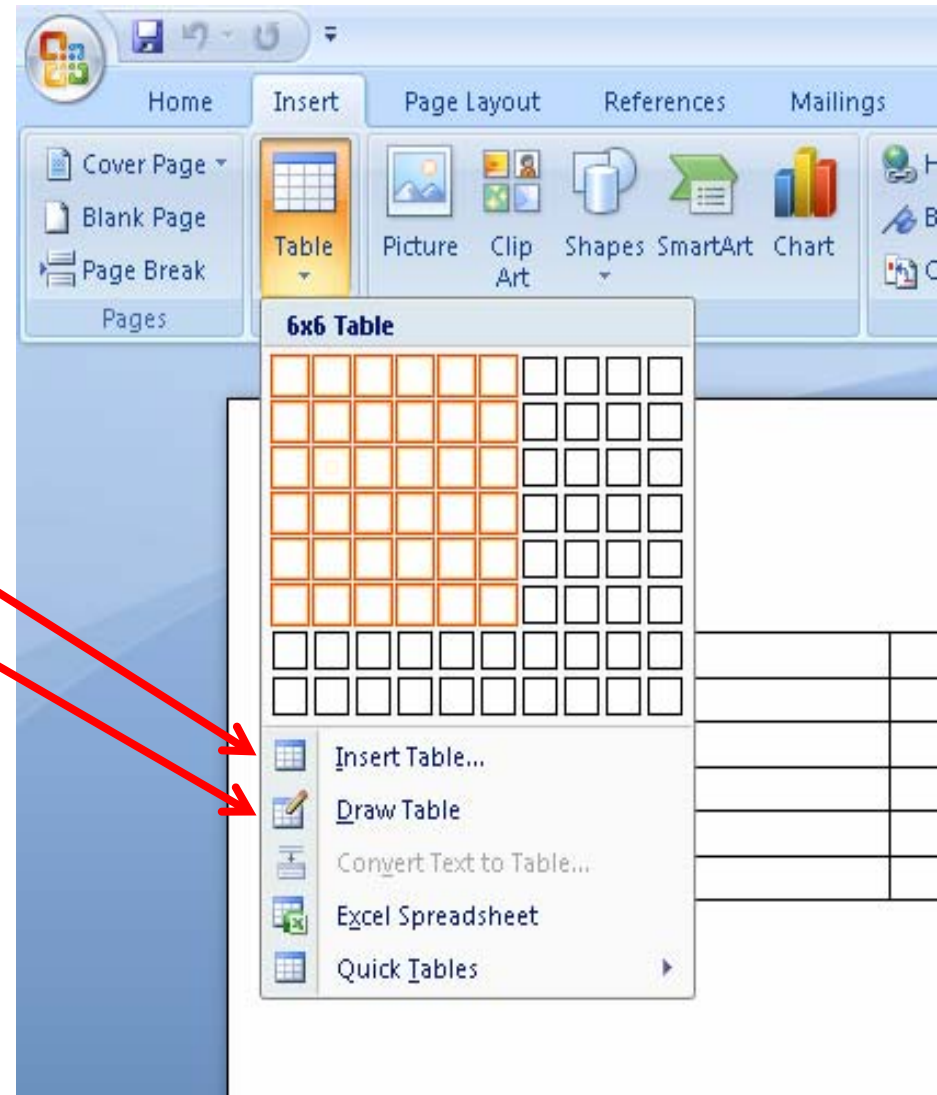 Home Insert Page Layout References Mailings
Cover Page
Blank Page
Page Break
Pages
Table
Picture
Clip Art
Shapes
SmartArt
Chart
H
B
C
6x6 Table
Insert Table...
Draw Table
Convert Text to Table...
Excel Spreadsheet
Quick Tables